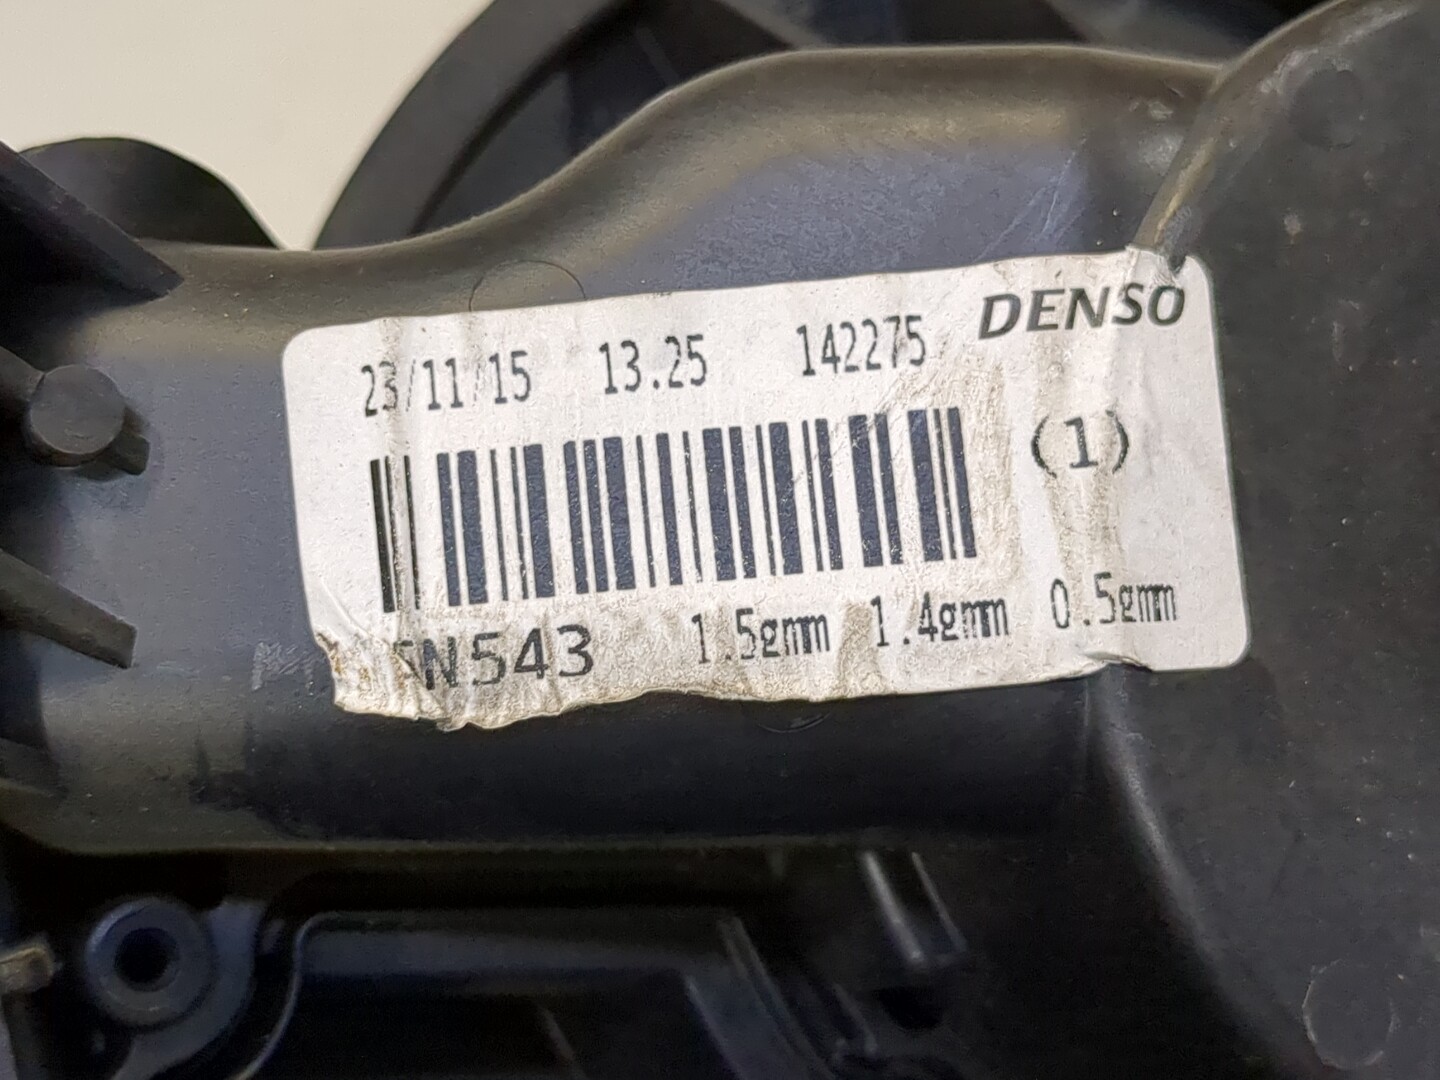 23/11/15 13.25 142275 DENSO
(1)
N543 1.5gmm 1.4gmm 0.5gmm